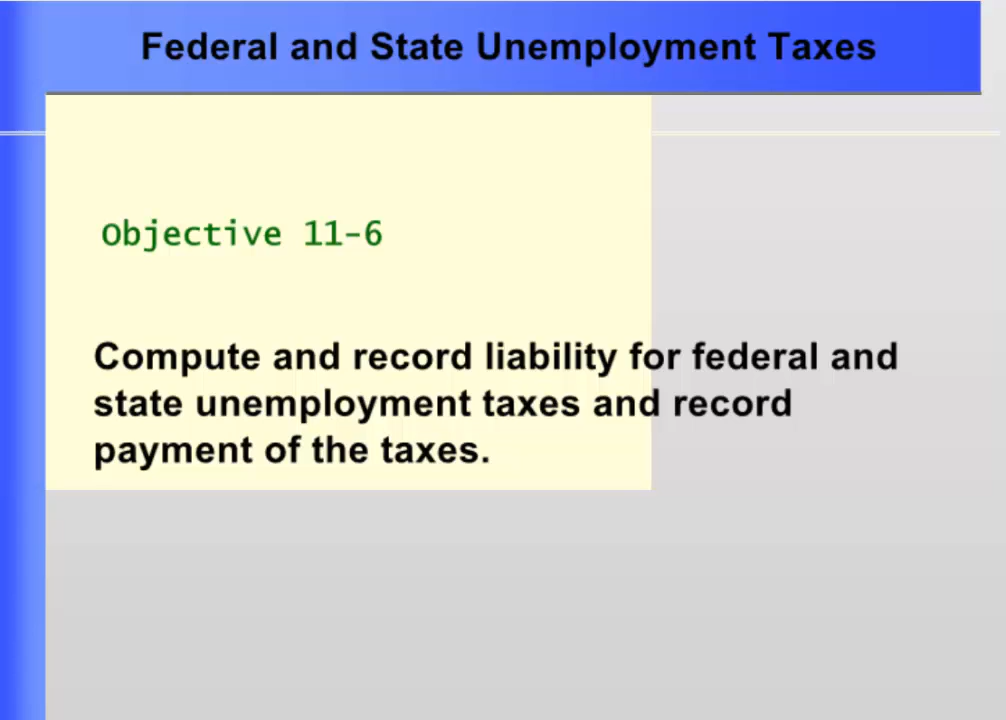 Federal and State Unemployment Taxes
Objective 11-6
Compute and record liability for federal and
state unemployment taxes and record
payment of the taxes.